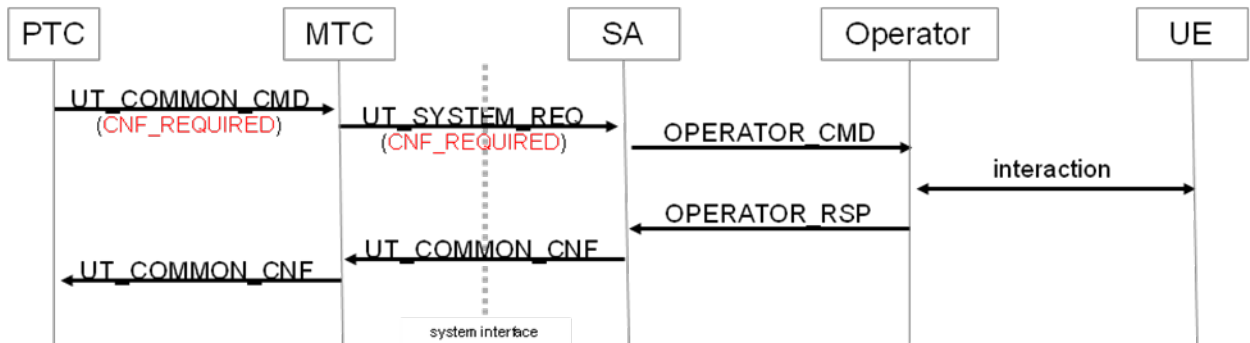 PTC
MTC
SA
Operator
UE
UT_COMMON_CMD
(CNF_REQUIRED)
UT_SYSTEM_REQ
(CNF_REQUIRED)
OPERATOR_CMD
interaction
OPERATOR_RSP
UT_COMMON_CNF
UT_COMMON_CNF
system interface